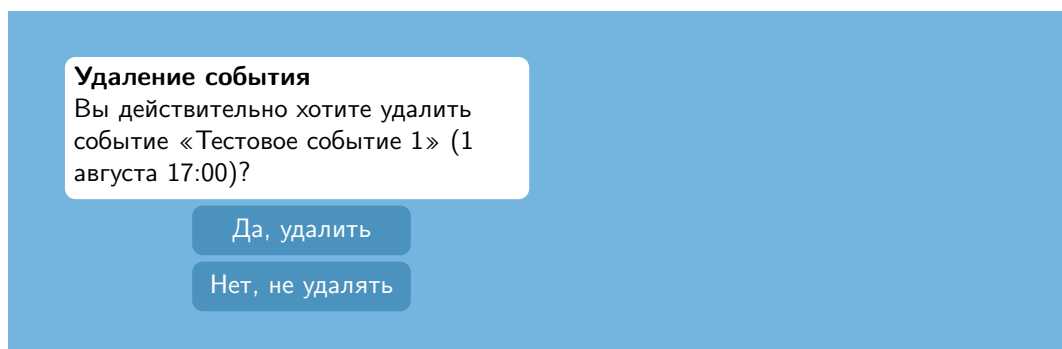 Удаление события
Вы действительно хотите удалить
событие «Тестовое событие 1» (1
августа 17:00)?
Да, удалить
Нет, не удалять